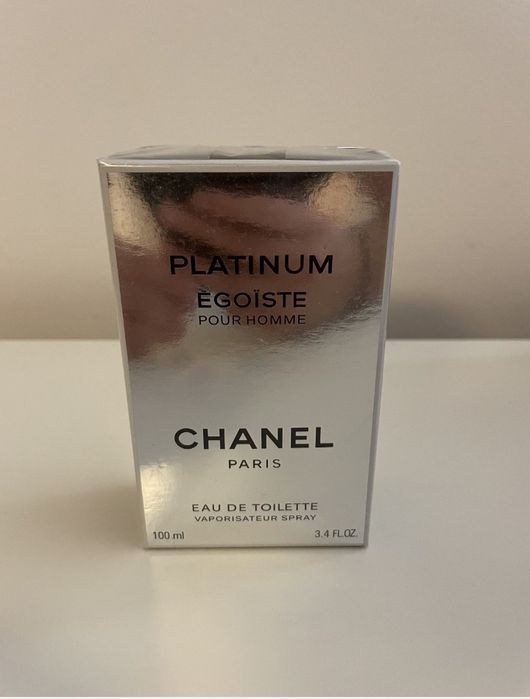 PLATINUM
ÉGOÏSTE
POUR HOMME
CHANEL
PARIS
EAU DE TOILETTE
VAPORISATEUR SPRAY
100 ml
3.4 FL.OZ.